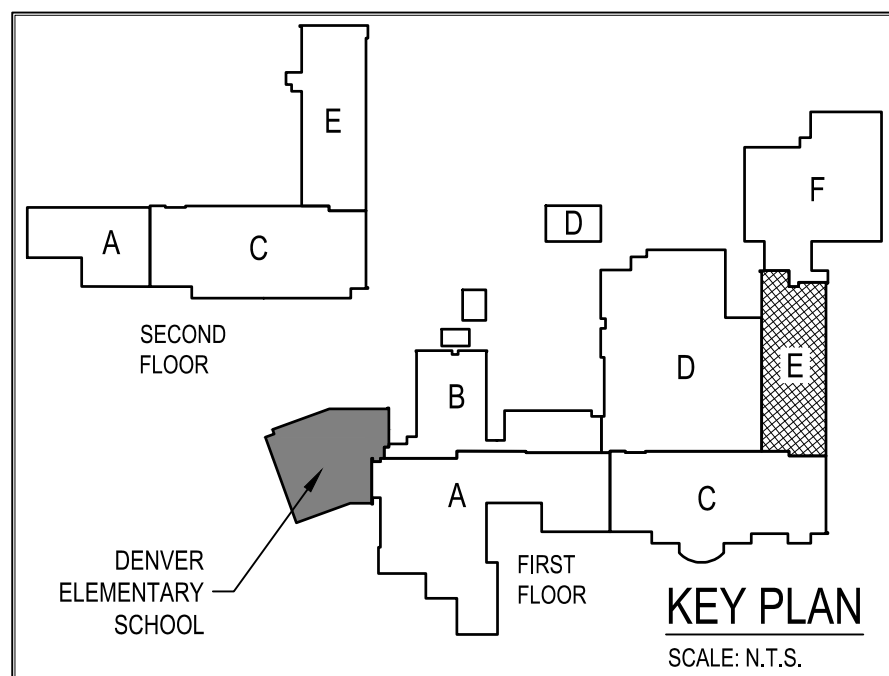 E
A
C
SECOND
FLOOR
F
D
D
E
B
A
C
DENVER
ELEMENTARY
SCHOOL
FIRST
FLOOR
KEY PLAN
SCALE: N.T.S.